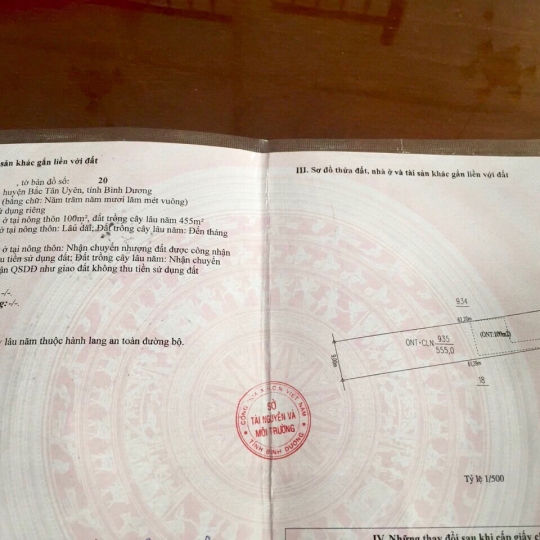 sản khác gắn liền với đất
, tờ bản đồ số: 20
huyện Bắc Tân Uyên, tỉnh Bình Dương
(bằng chữ: Năm trăm năm mươi lăm mét vuông)
dụng riêng
ở tại nông thôn 100m², đất trồng cây lâu năm 455m²
ở tại nông thôn: Lâu dài; Đất trồng cây lâu năm: Đến tháng
ở tại nông thôn: Nhận chuyển nhượng đất được công nhận
tiền sử dụng đất; Đất trồng cây lâu năm: Nhận chuyển
QSDĐ như giao đất không thu tiền sử dụng đất
-/-.
-/-.
lâu năm thuộc hành lang an toàn đường bộ.
III. Sơ đồ thửa đất, nhà ở và tài sản khác gắn liền với đất
934
ONT+CLN 935
555,0
(ONT:100m2)
18
CỘNG HÒA X.H.C.N VIỆT NAM
SỞ
TÀI NGUYÊN VÀ
MÔI TRƯỜNG
TỈNH BÌNH DƯƠNG
Tỷ lệ 1/500
IV. Những thay đổi sau khi cấp giấy